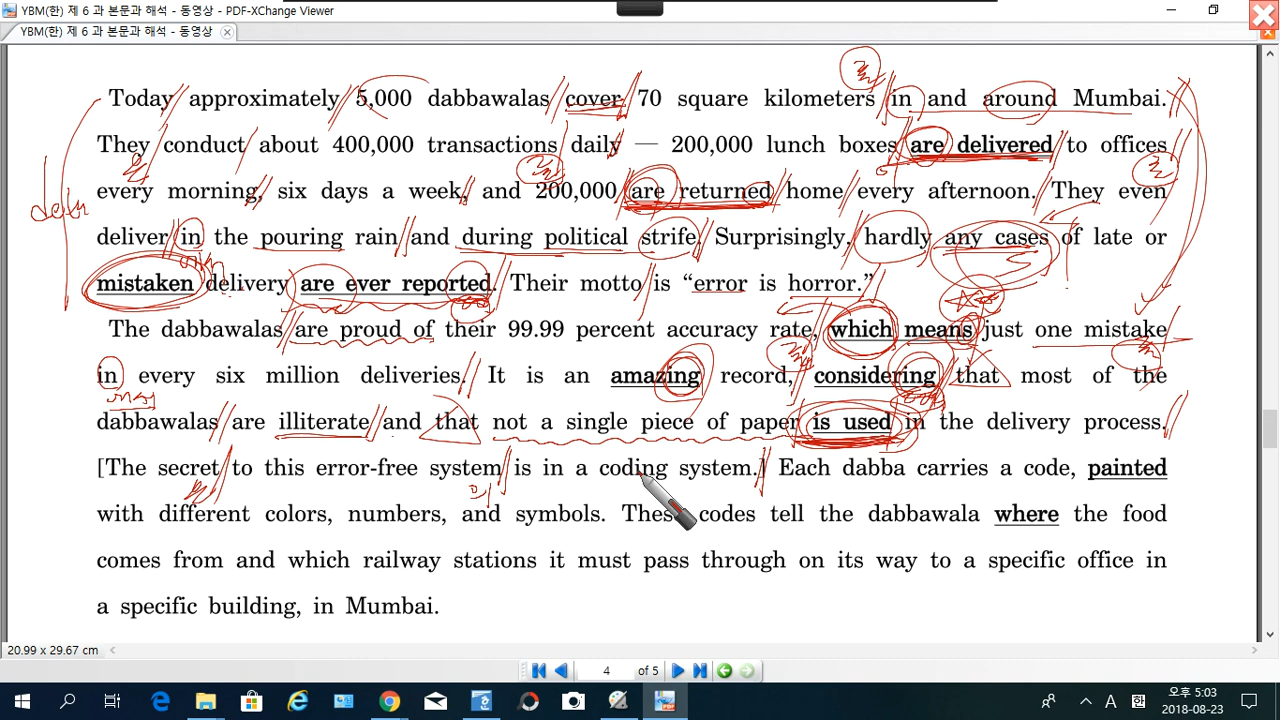 YBM(한) 제 6 과 본문과 해석 - 동영상 - PDF-XChange Viewer
YBM(한) 제 6 과 본문과 해석 - 동영상
Today approximately 5,000 dabbawalas cover 70 square kilometers in and around Mumbai.
They conduct about 400,000 transactions daily — 200,000 lunch boxes are delivered to offices
every morning, six days a week, and 200,000 are returned home every afternoon. They even
deliver in the pouring rain and during political strife. Surprisingly, hardly any cases of late or
mistaken delivery are ever reported. Their motto is “error is horror.”
The dabbawalas are proud of their 99.99 percent accuracy rate, which means just one mistake
in every six million deliveries. It is an amazing record, considering that most of the
dabbawalas are illiterate and that not a single piece of paper is used in the delivery process.
[The secret to this error-free system is in a coding system.] Each dabba carries a code, painted
with different colors, numbers, and symbols. These codes tell the dabbawala where the food
comes from and which railway stations it must pass through on its way to a specific office in
a specific building, in Mumbai.
20.99 x 29.67 cm
4 of 5
A 한 오후 5:03
2018-08-23